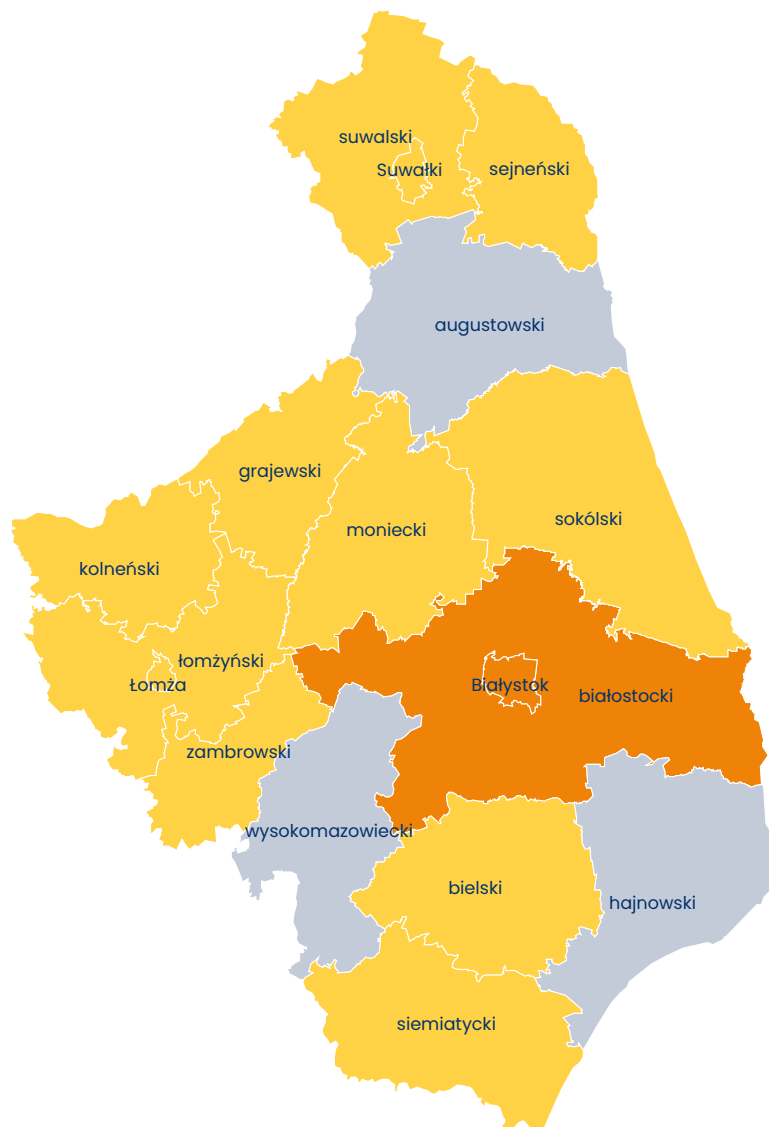 suwalski
Suwałki
sejneński
augustowski
grajewski
sokólski
moniecki
kolneński
łomżyński
Łomża
Białystok
białostocki
zambrowski
wysokomazowiecki
bielski
hajnowski
siemiatycki